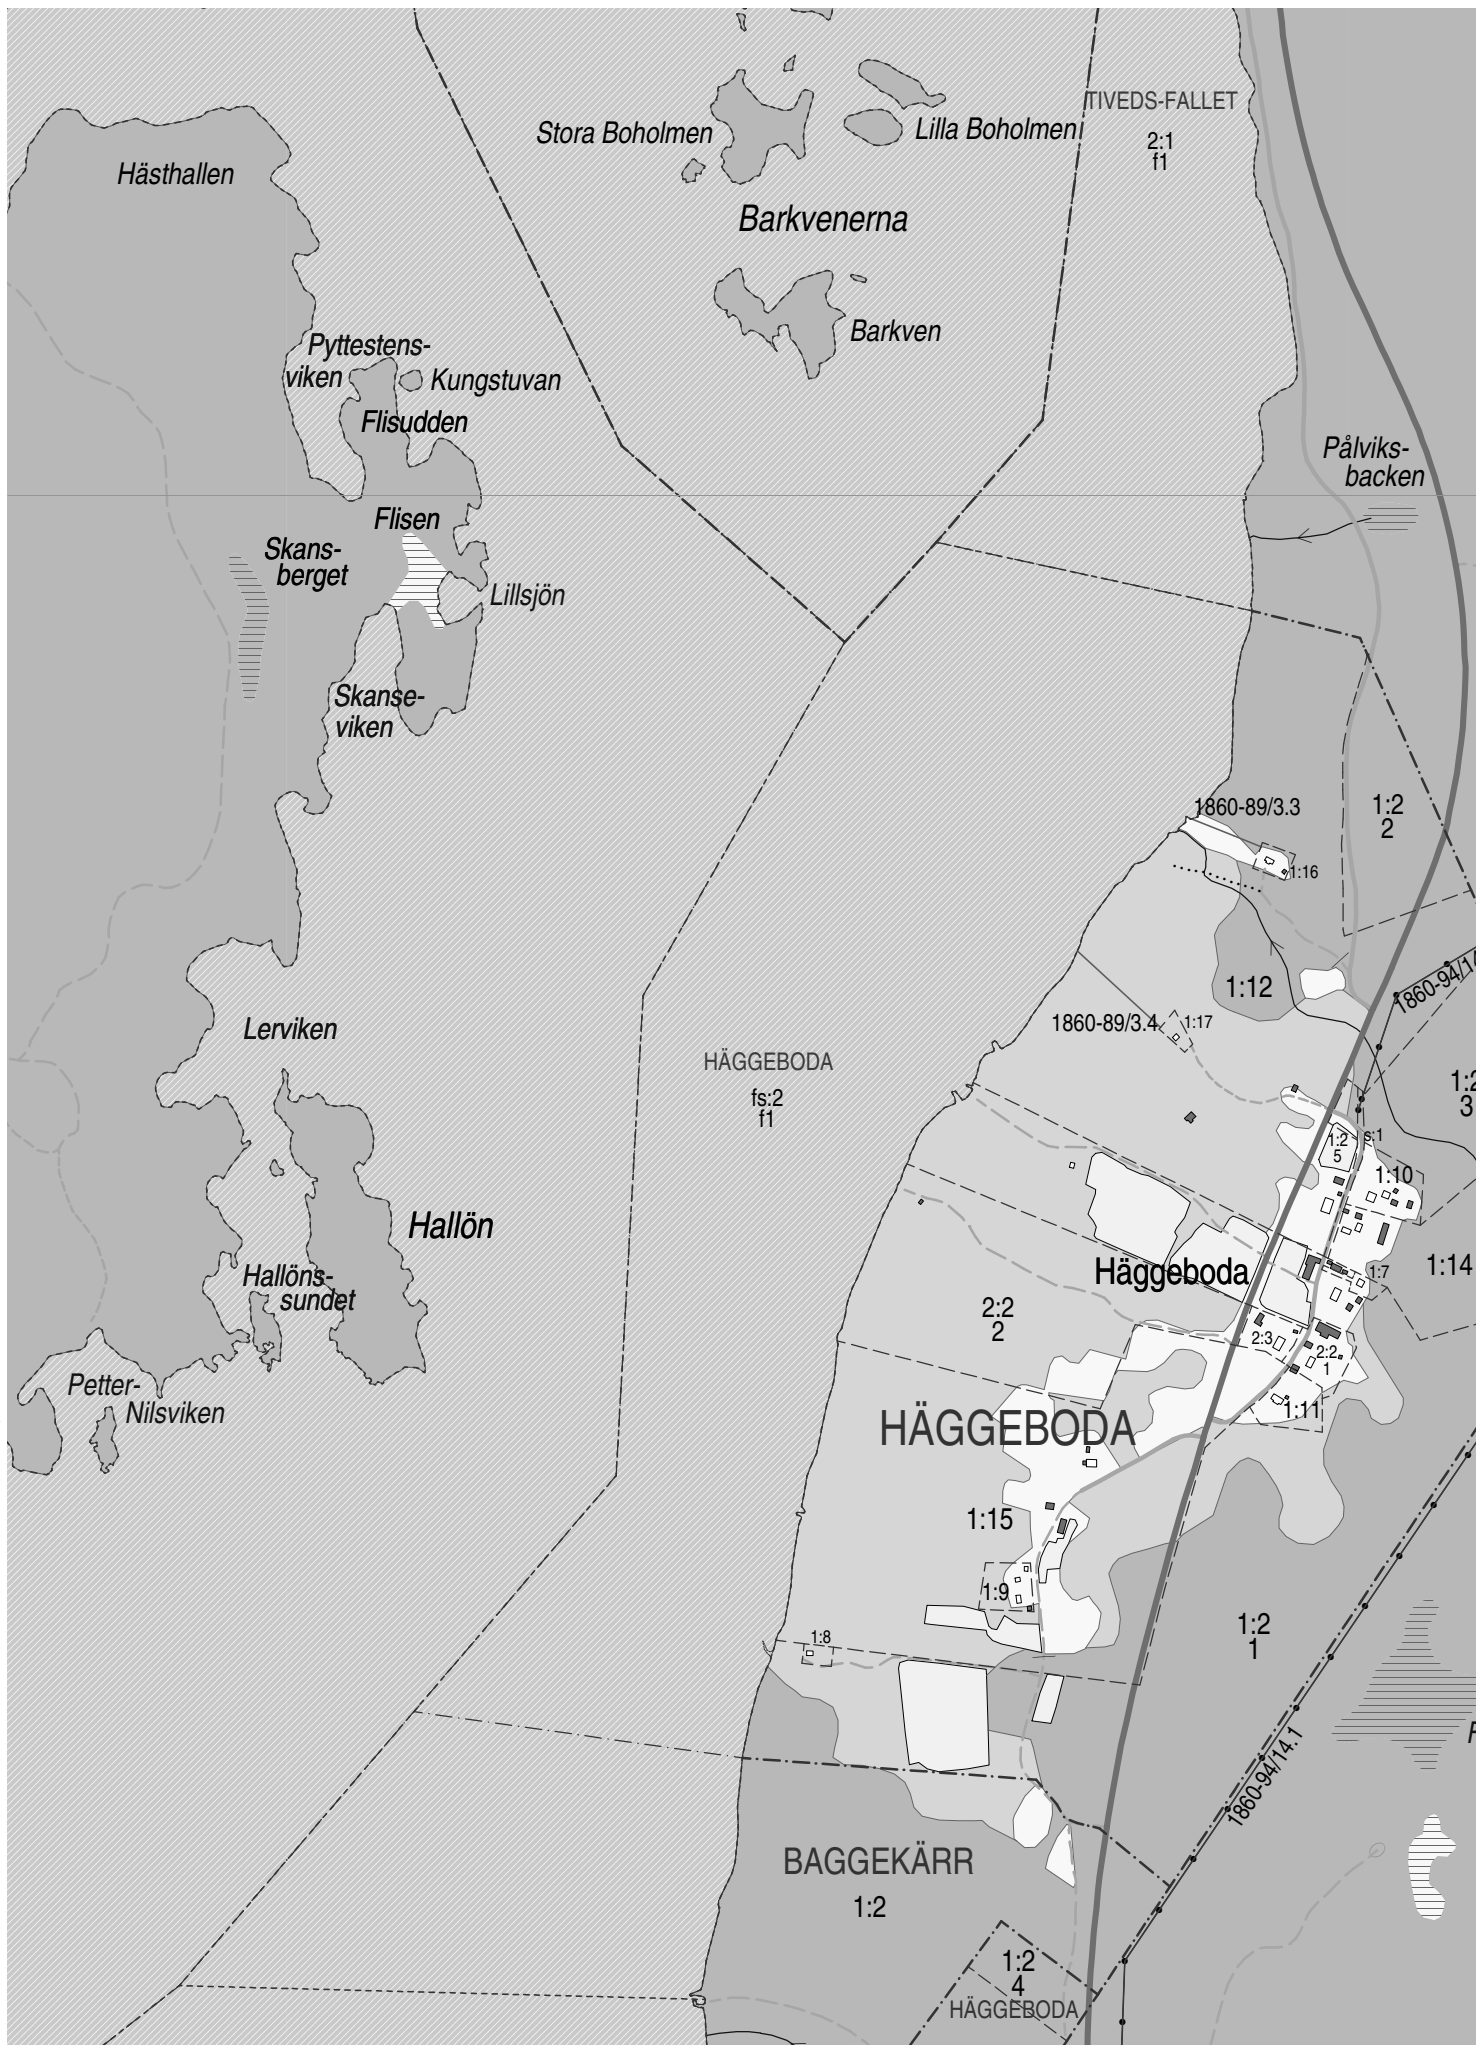 TIVEDS-FALLET
2:1
f1
Stora Boholmen
Lilla Boholmen
Hästhallen
Barkvenerna
Barkven
Pyttestens-
viken
Kungstuvan
Flisudden
Pålviks-
backen
Flisen
Skans-
berget
Lillsjön
Skanse-
viken
1860-89/3.3
1:2
2
1:16
1:12
1860-94/14
1860-89/3.4
1:17
Lerviken
HÄGGEBODA
fs:2
f1
1:2
3
1:2
5
s:1
1:10
Hallön
Hallöns-
sundet
Häggeboda
1:7
1:14
2:2
2
2:3
2:2
1
Petter-
Nilsviken
1:11
HÄGGEBODA
1:15
1:9
1:8
1:2
1
1860-94/14.1
BAGGEKÄRR
1:2
1:2
4
HÄGGEBODA